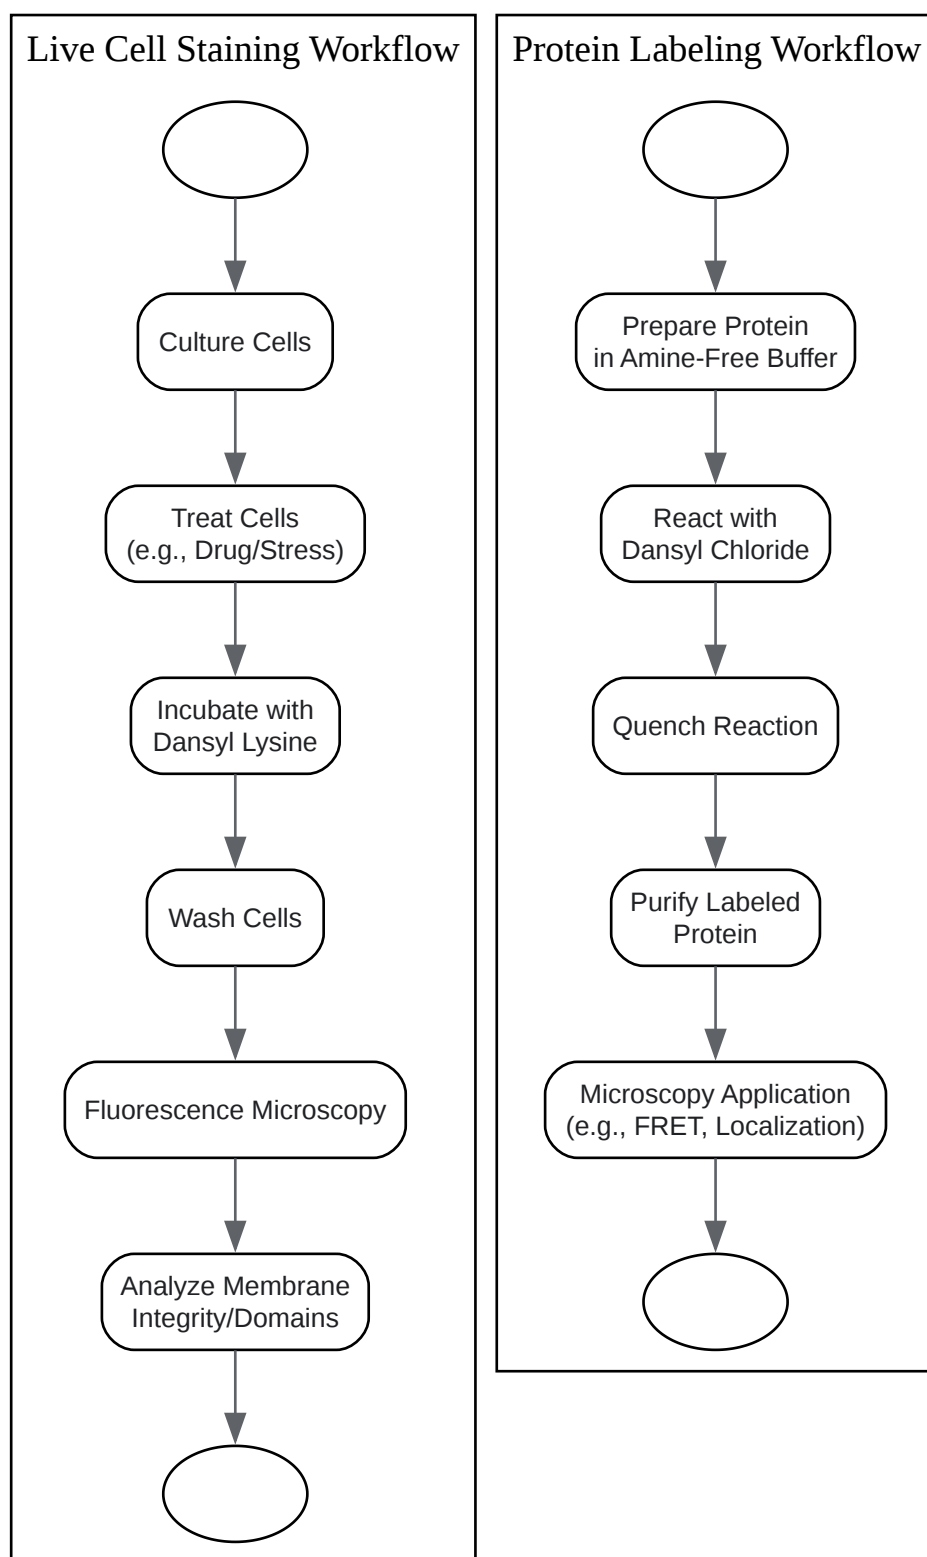 Live Cell Staining Workflow
Culture Cells
Treat Cells
(e.g., Drug/Stress)
Incubate with
Dansyl Lysine
Wash Cells
Fluorescence Microscopy
Analyze Membrane
Integrity/Domains
Protein Labeling Workflow
Prepare Protein
in Amine-Free Buffer
React with
Dansyl Chloride
Quench Reaction
Purify Labeled
Protein
Microscopy Application
(e.g., FRET, Localization)